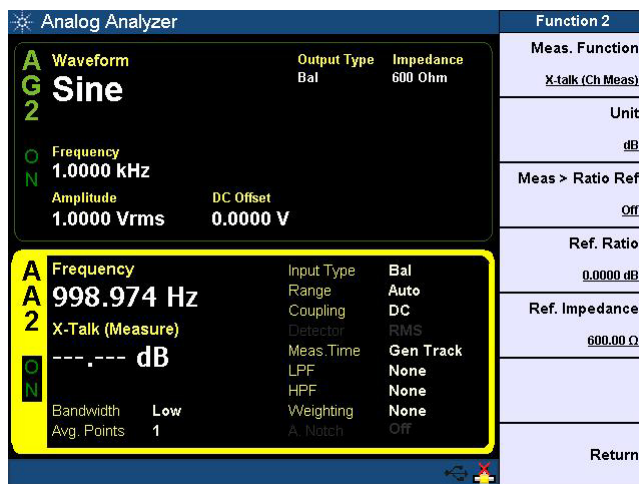 Analog Analyzer
Function 2
AG2
ON
Waveform
Sine
Output Type Impedance
Bal 600 Ohm
Frequency
1.0000 kHz
Amplitude DC Offset
1.0000 Vrms 0.0000 V
AA2
ON
Frequency
998.974 Hz
X-Talk (Measure)
---.--- dB
Bandwidth Low
Avg. Points 1
Input Type Bal
Range Auto
Coupling DC
Detector RMS
Meas.Time Gen Track
LPF None
HPF None
Weighting None
A. Notch Off
Meas. Function
X-talk (Ch Meas)
Unit
dB
Meas > Ratio Ref
Off
Ref. Ratio
0.0000 dB
Ref. Impedance
600.00 Ω
Return